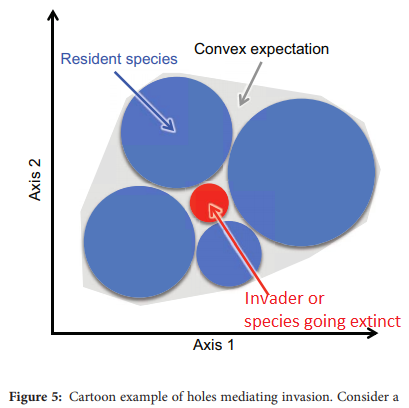 Convex expectation
Resident species
Axis 2
Invader or
species going extinct
Axis 1
Figure 5: Cartoon example of holes mediating invasion. Consider a